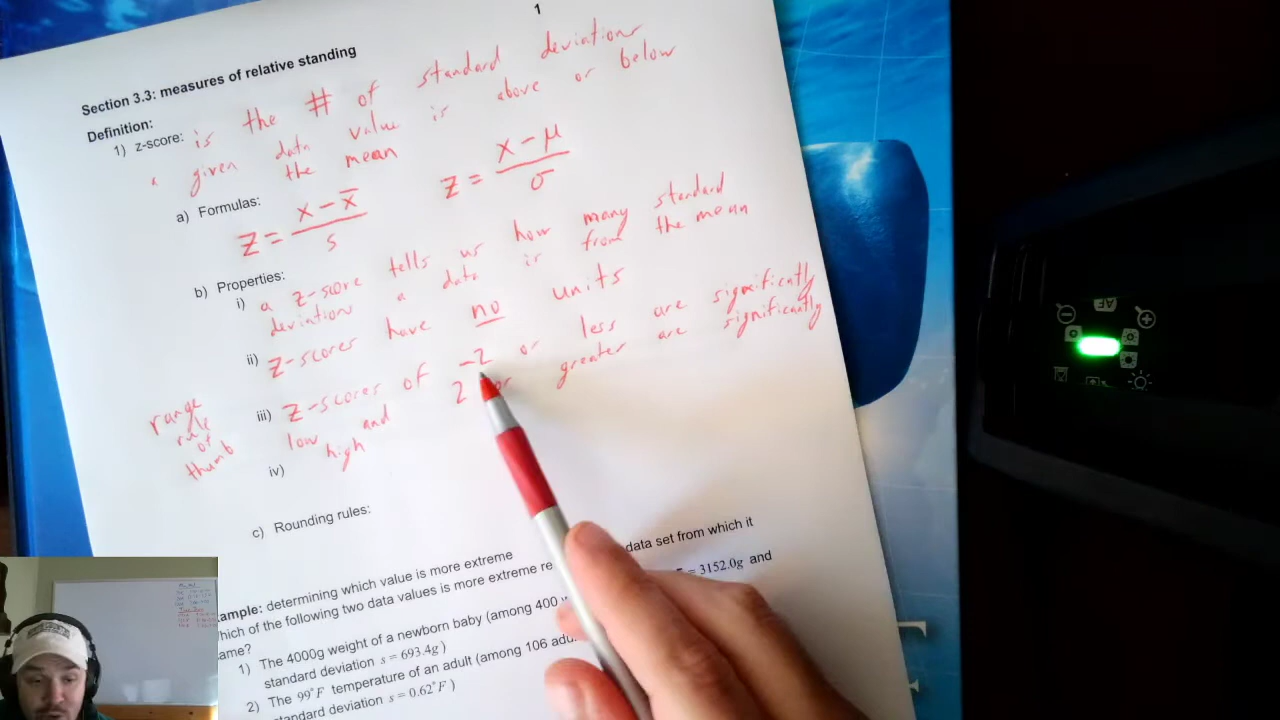 1
Section 3.3: measures of relative standing
Definition:
1) z-score: is the # of standard deviations
a given data value is above or below
the mean
a) Formulas:
z = x - x̄ / s
z = x - μ / σ
b) Properties:
i) a z-score tells us how many standard
deviation a data is from the mean
ii) z-scores have no units
iii) z-scores of -2 or less are significantly
low and 2 or greater are significantly
high
range
rule
of
thumb
iv)
c) Rounding rules:
ample: determining which value is more extreme
hich of the following two data values is more extreme re data set from which it
ame?
1) The 4000g weight of a newborn baby (among 400 = 3152.0g and
standard deviation s = 693.4g)
2) The 99°F temperature of an adult (among 106 adu
tandard deviation s = 0.62°F)
AF